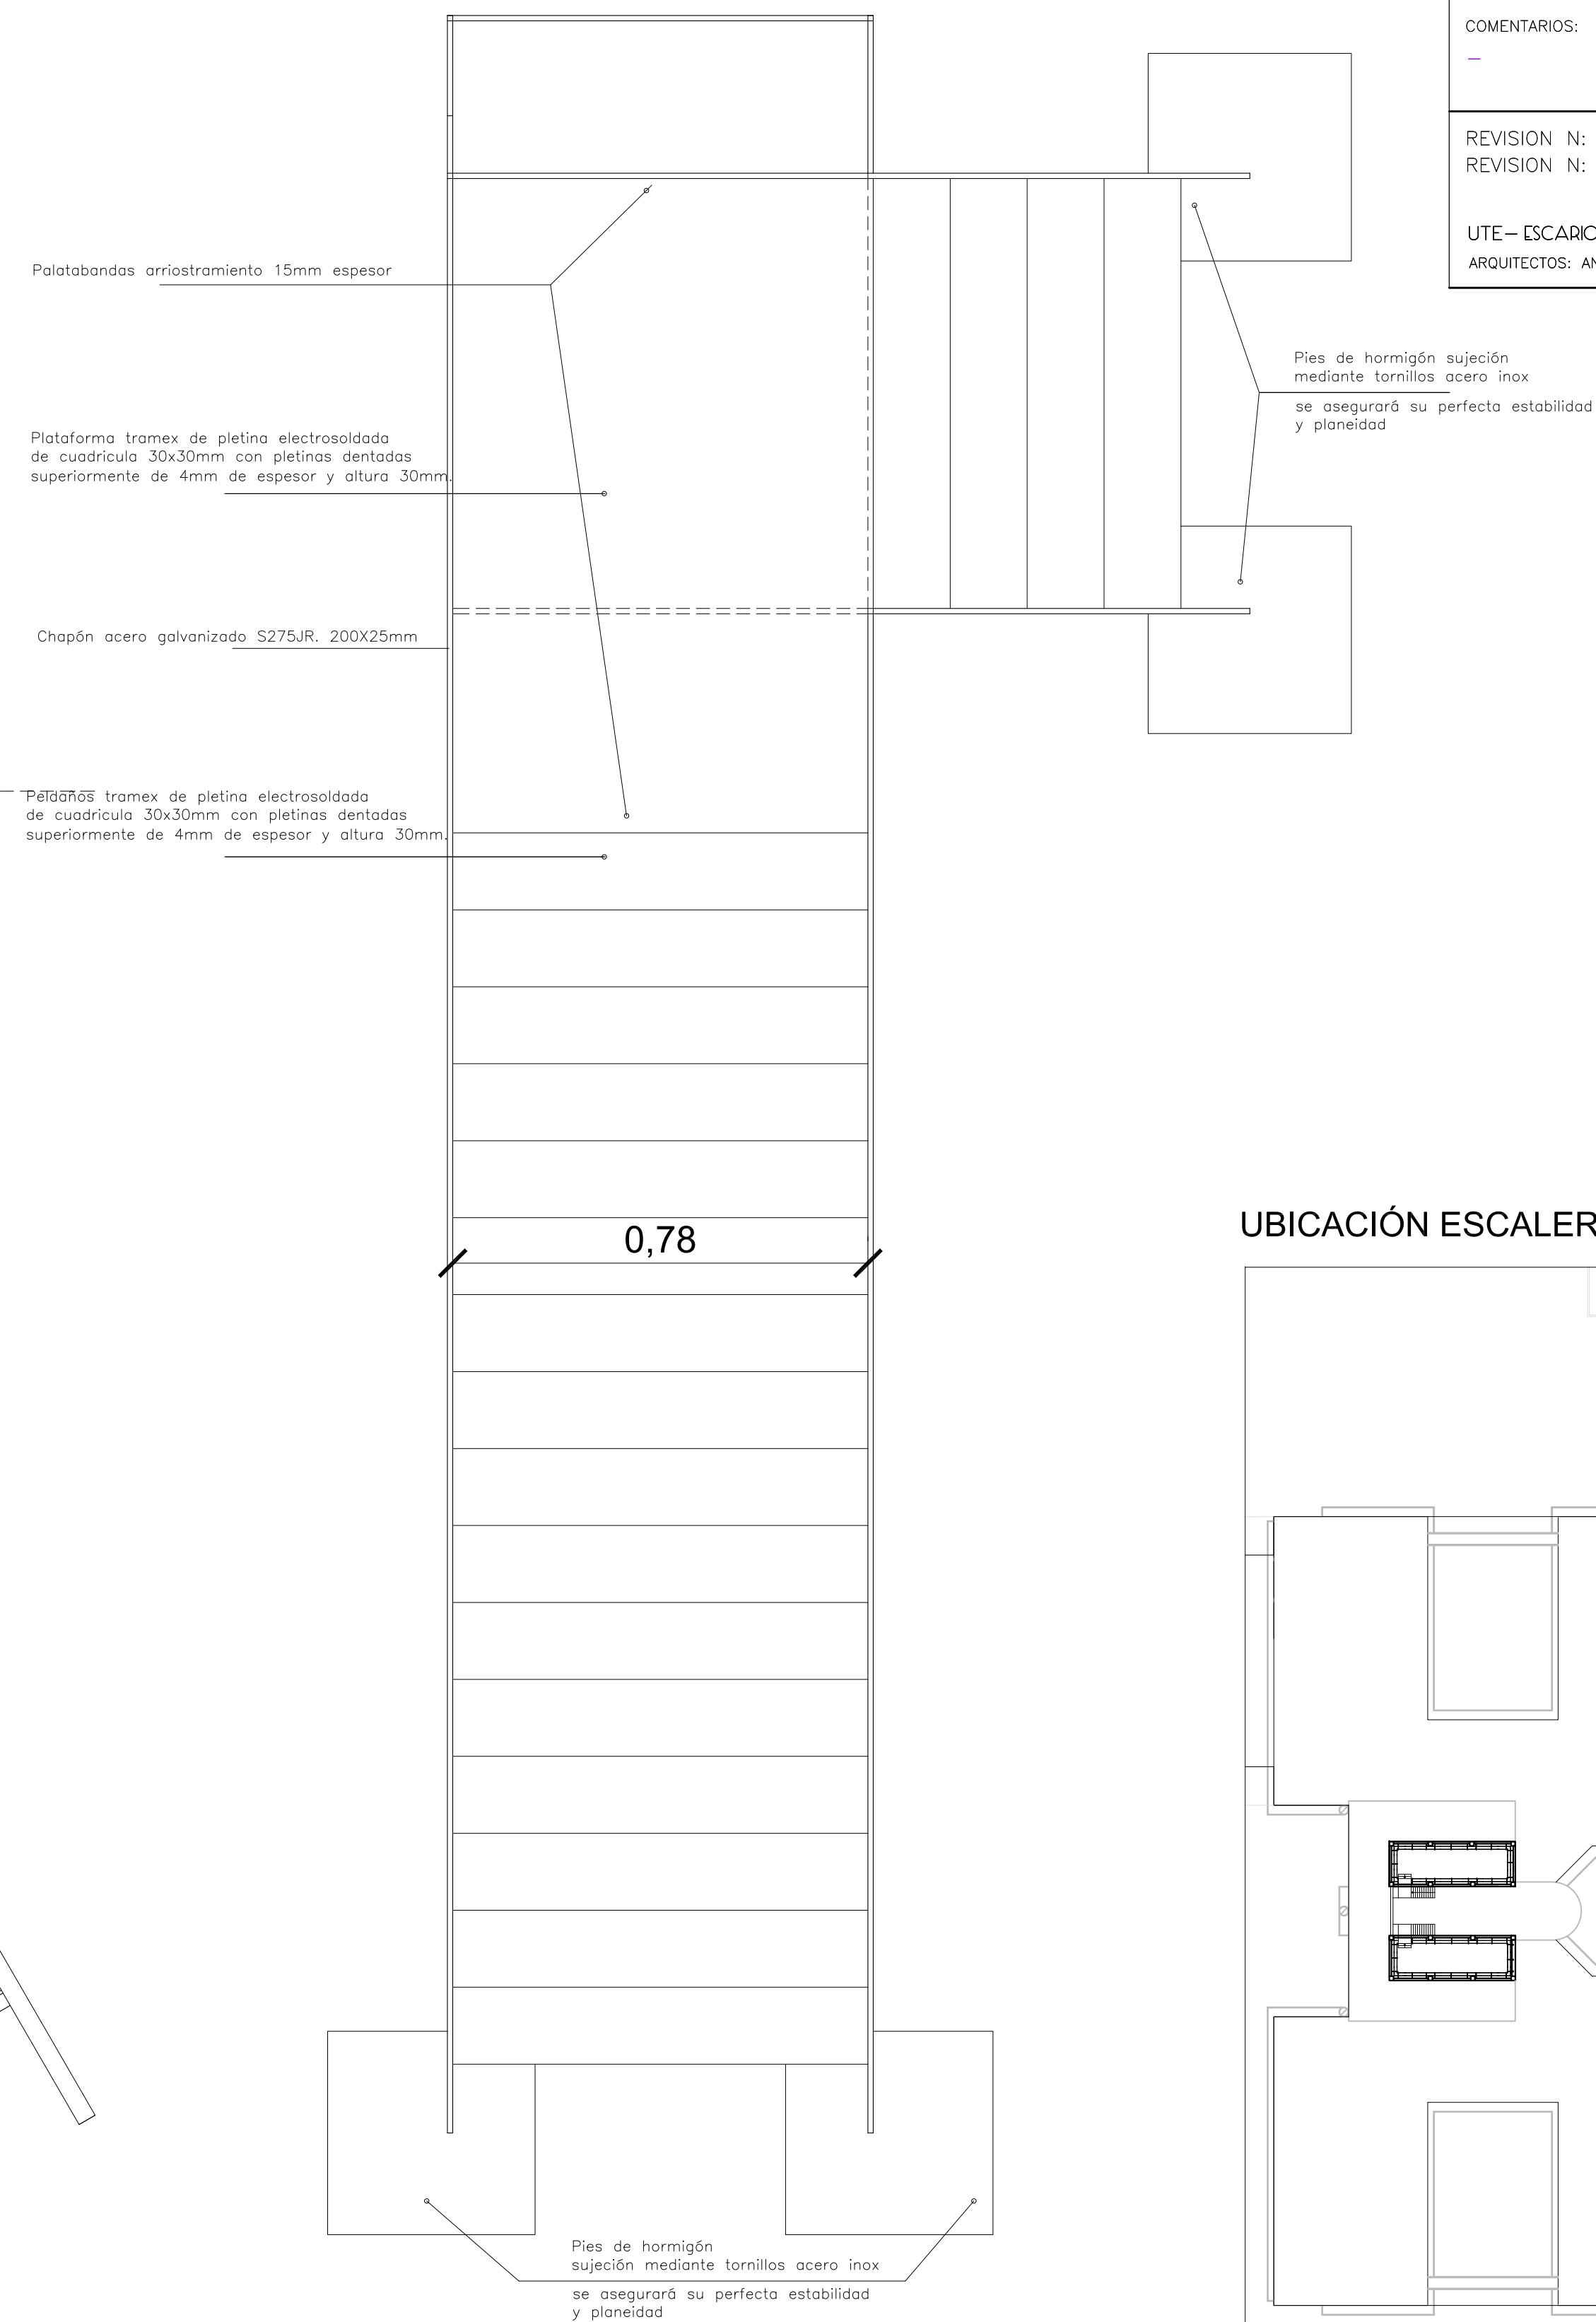 COMENTARIOS:
–
REVISION N:
REVISION N:
UTE– ESCARIO
ARQUITECTOS: AN
Palatabandas arriostramiento 15mm espesor
Pies de hormigón sujeción
mediante tornillos acero inox
se asegurará su perfecta estabilidad
y planeidad
Plataforma tramex de pletina electrosoldada
de cuadricula 30x30mm con pletinas dentadas
superiormente de 4mm de espesor y altura 30mm.
Chapón acero galvanizado S275JR. 200X25mm
Peldaños tramex de pletina electrosoldada
de cuadricula 30x30mm con pletinas dentadas
superiormente de 4mm de espesor y altura 30mm.
0,78
UBICACIÓN ESCALER
Pies de hormigón
sujeción mediante tornillos acero inox
se asegurará su perfecta estabilidad
y planeidad